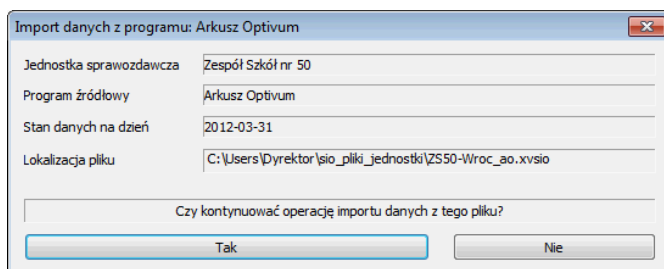 Import danych z programu: Arkusz Optivum
Jednostka sprawozdawcza Zespół Szkół nr 50
Program źródłowy Arkusz Optivum
Stan danych na dzień 2012-03-31
Lokalizacja pliku C:\Users\Dyrektor\sio_pliki_jednostki\ZS50-Wroc_ao.xvsio
Czy kontynuować operację importu danych z tego pliku?
Tak Nie